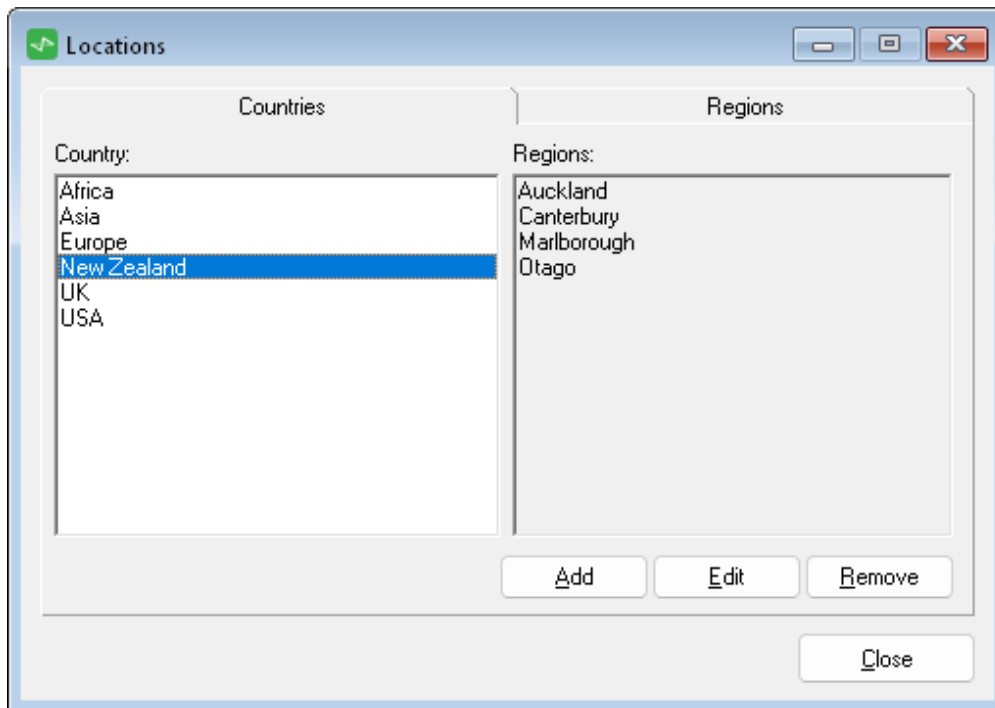 Locations
Countries
Regions
Country:
Africa
Asia
Europe
New Zealand
UK
USA
Regions:
Auckland
Canterbury
Marlborough
Otago
Add
Edit
Remove
Close